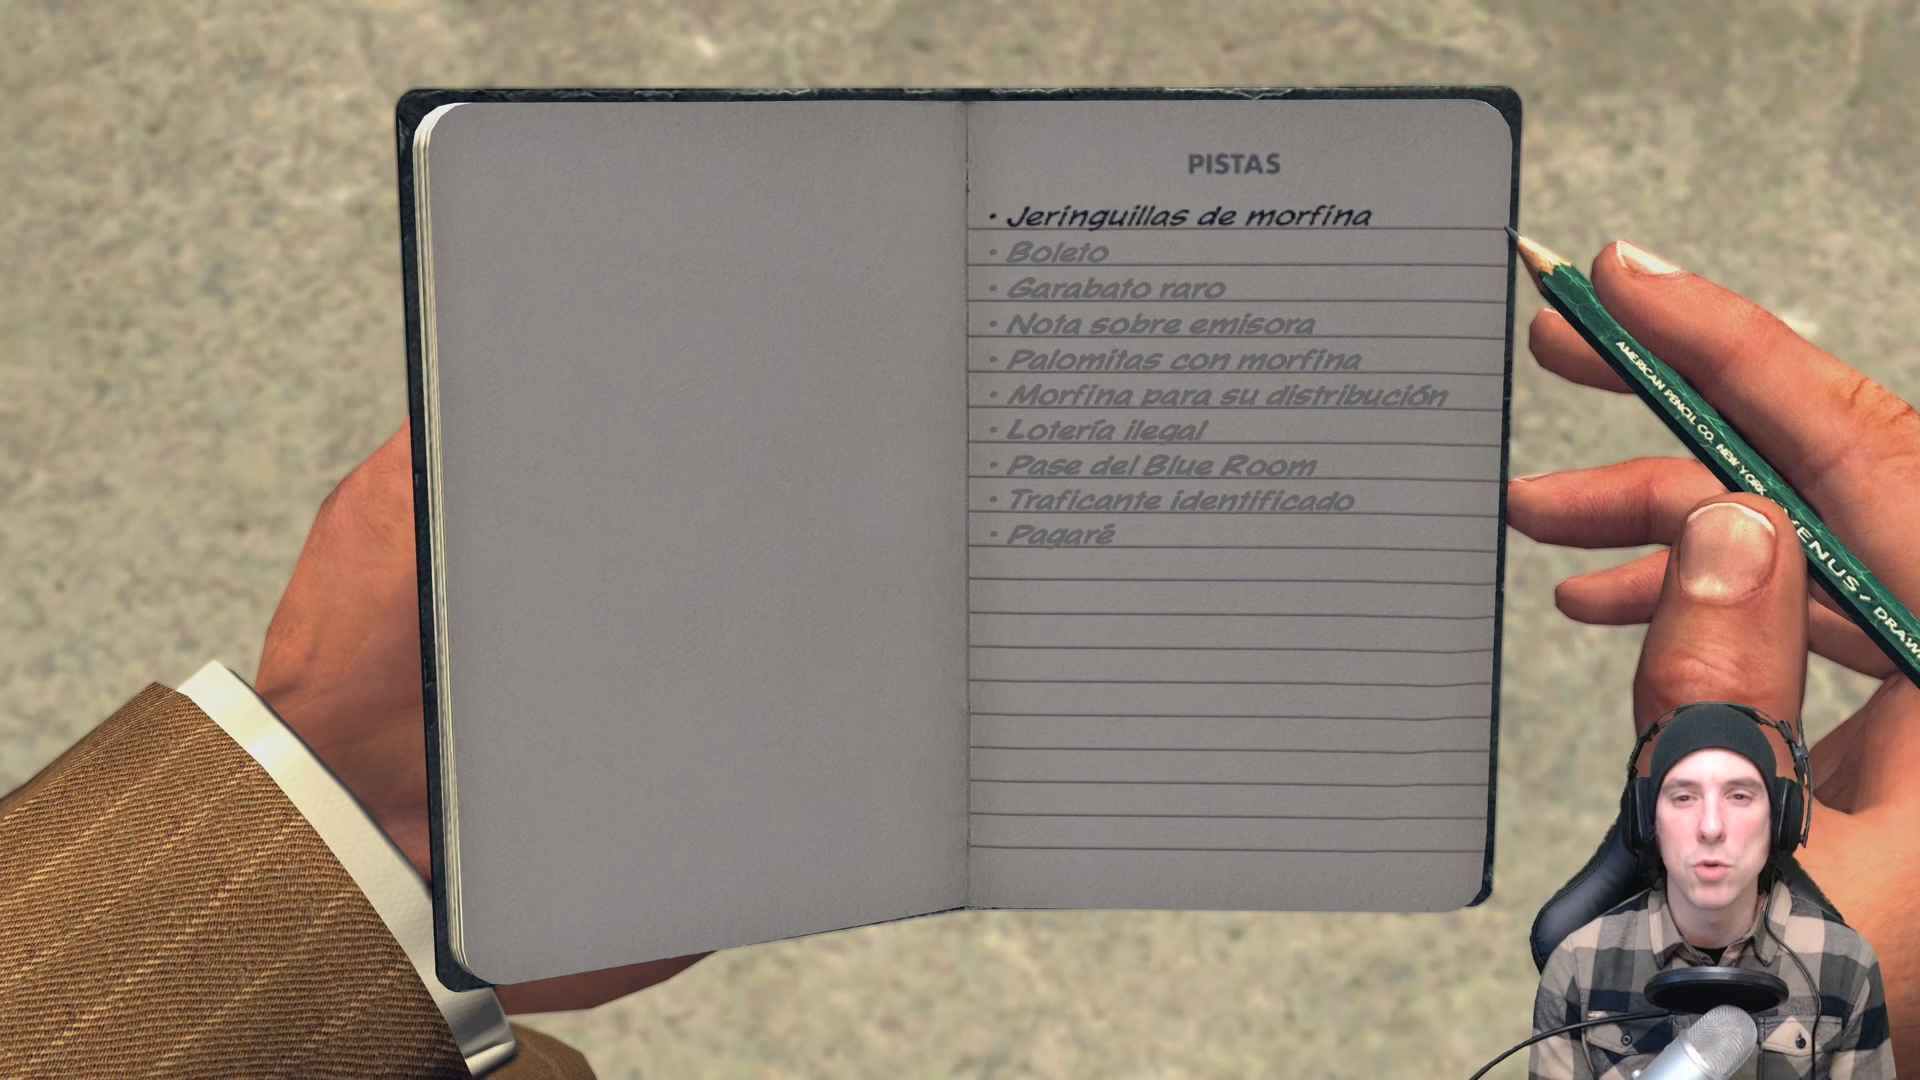 PISTAS
• Jeringuillas de morfina
• Boleto
• Garabato raro
• Nota sobre emisora
• Palomitas con morfina
• Morfina para su distribución
• Lotería ilegal
• Pase del Blue Room
• Traficante identificado
• Pagaré
AMERICAN PENCIL CO. NEW YORK
VENUS